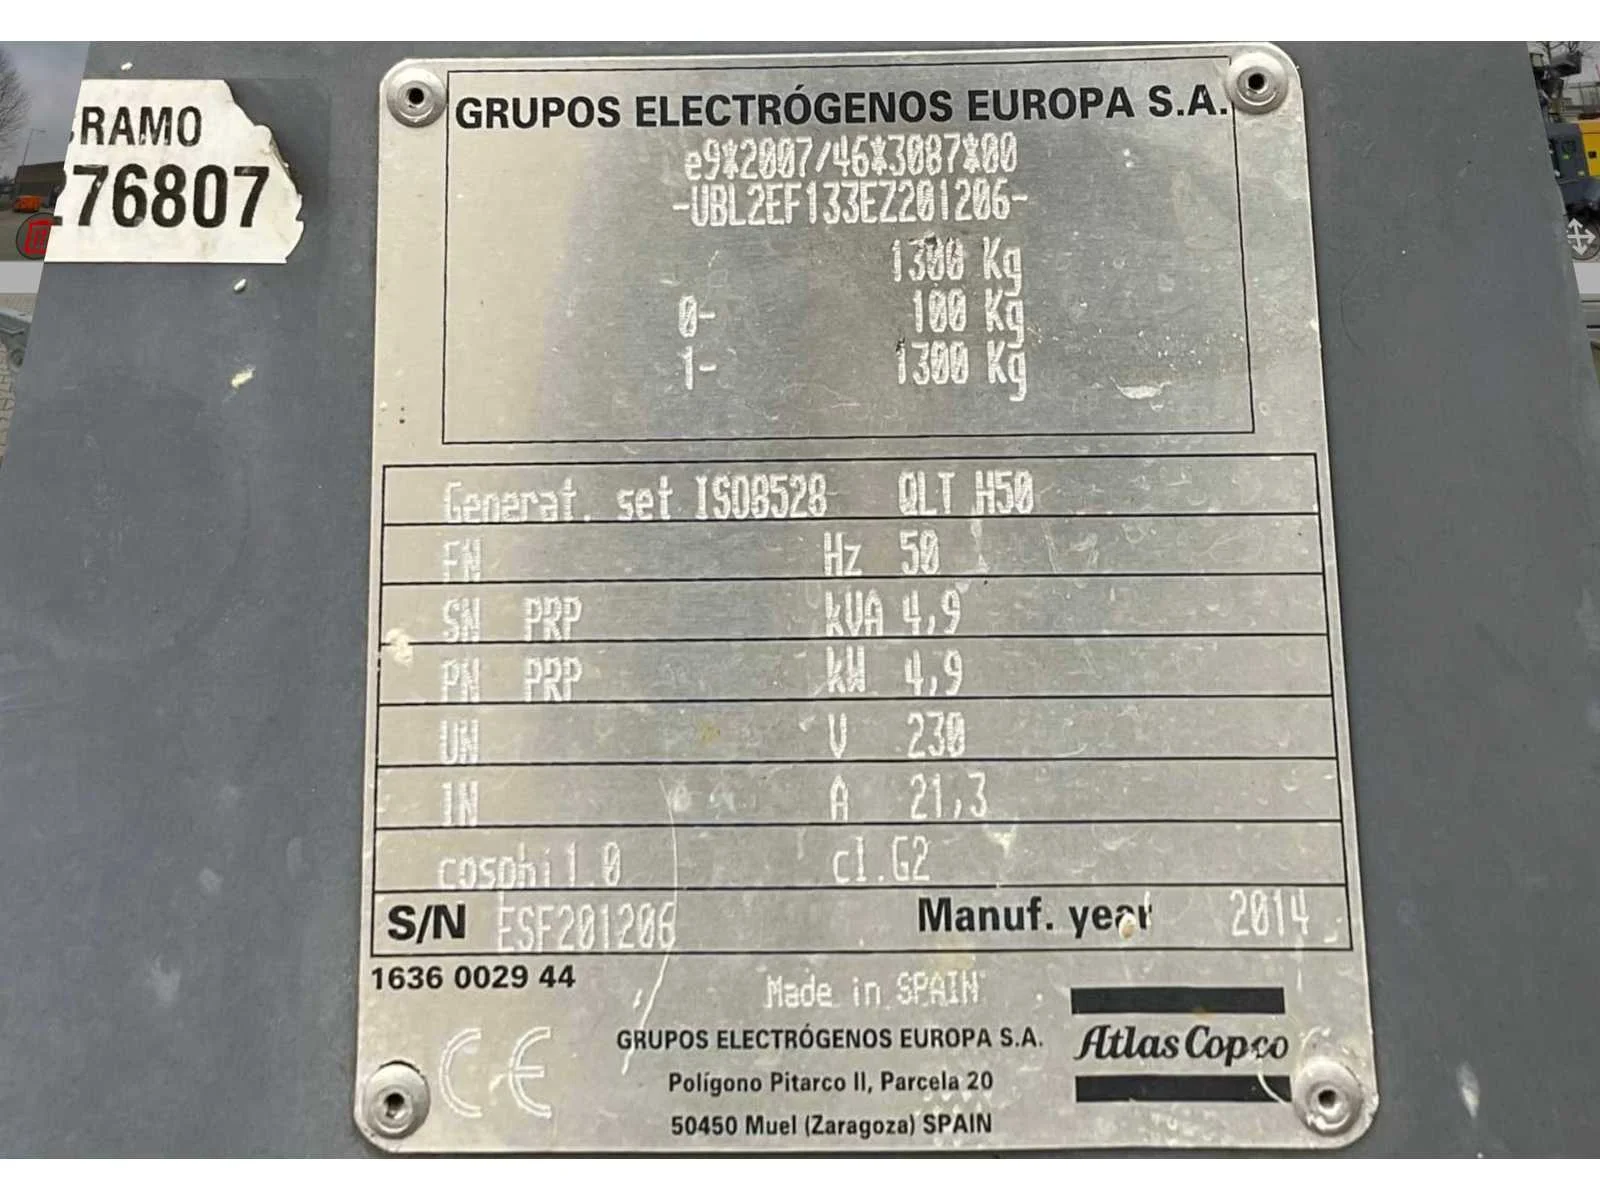 RAMO
276807
GRUPOS ELECTRÓGENOS EUROPA S.A.
e9*2007/46*3087*00
-UBL2EF133EZ201206-
1300 Kg
0- 100 Kg
1- 1300 Kg
Generat. set ISO8528 QLT H50
FN Hz 50
SN PRP kVA 4,9
PN PRP kW 4,9
UN V 230
IN A 21,3
cosphi 1.0 cl.G2
S/N ESF201206 Manuf. year 2014
1636 0029 44
Made in SPAIN
CE
GRUPOS ELECTRÓGENOS EUROPA S.A.
Polígono Pitarco II, Parcela 20
50450 Muel (Zaragoza) SPAIN
Atlas Copco